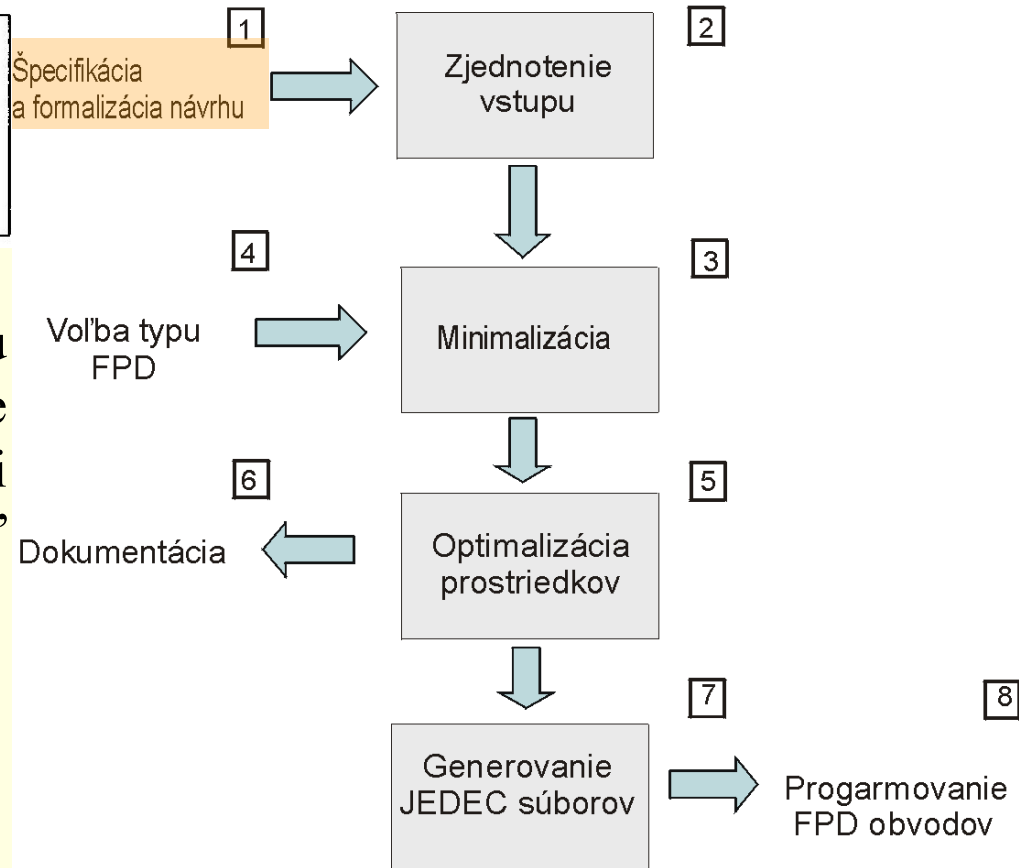 1
Špecifikácia
a formalizácia návrhu
2
Zjednotenie
vstupu
4
Voľba typu
FPD
3
Minimalizácia
6
Dokumentácia
5
Optimalizácia
prostriedkov
7
Generovanie
JEDEC súborov
8
Progarmovanie
FPD obvodov